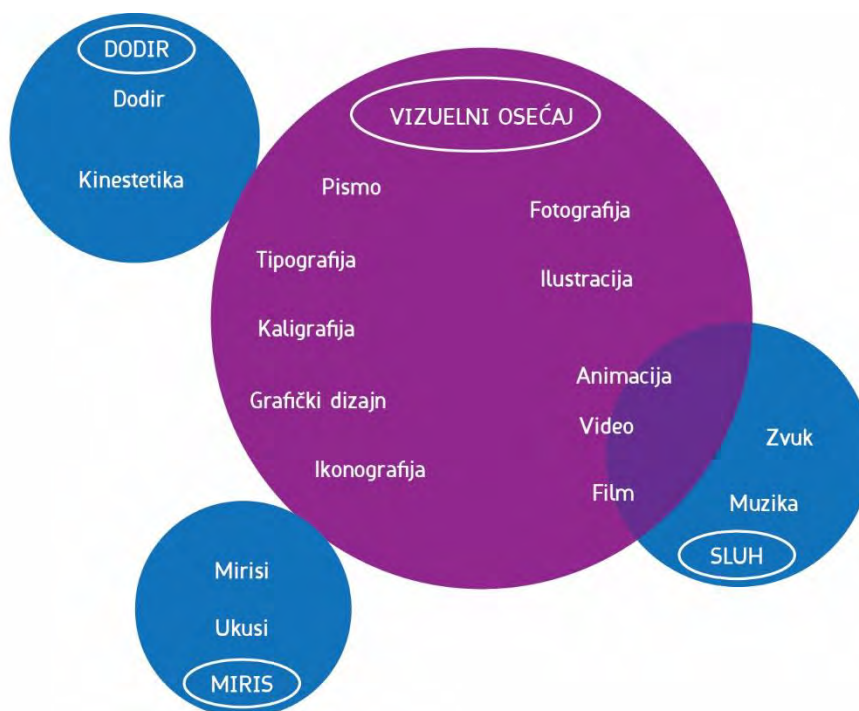 DODIR
Dodir
Kinestetika
VIZUELNI OSEĆAJ
Pismo
Tipografija
Kaligrafija
Grafički dizajn
Ikonografija
Fotografija
Ilustracija
Animacija
Video
Film
Zvuk
Muzika
SLUH
Mirisi
Ukusi
MIRIS